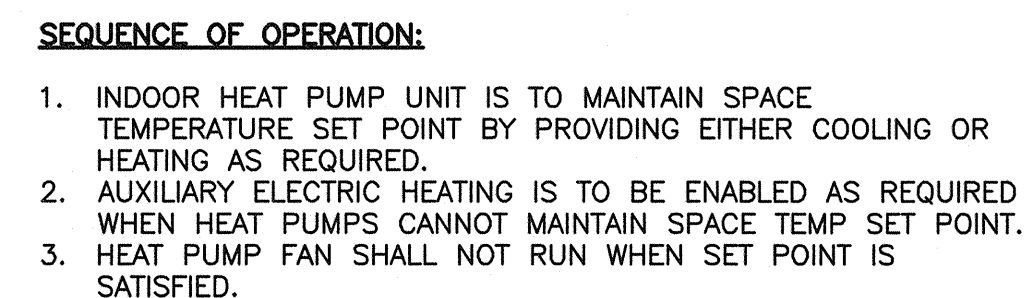 SEQUENCE OF OPERATION:
1. INDOOR HEAT PUMP UNIT IS TO MAINTAIN SPACE
TEMPERATURE SET POINT BY PROVIDING EITHER COOLING OR
HEATING AS REQUIRED.
2. AUXILIARY ELECTRIC HEATING IS TO BE ENABLED AS REQUIRED
WHEN HEAT PUMPS CANNOT MAINTAIN SPACE TEMP SET POINT.
3. HEAT PUMP FAN SHALL NOT RUN WHEN SET POINT IS
SATISFIED.